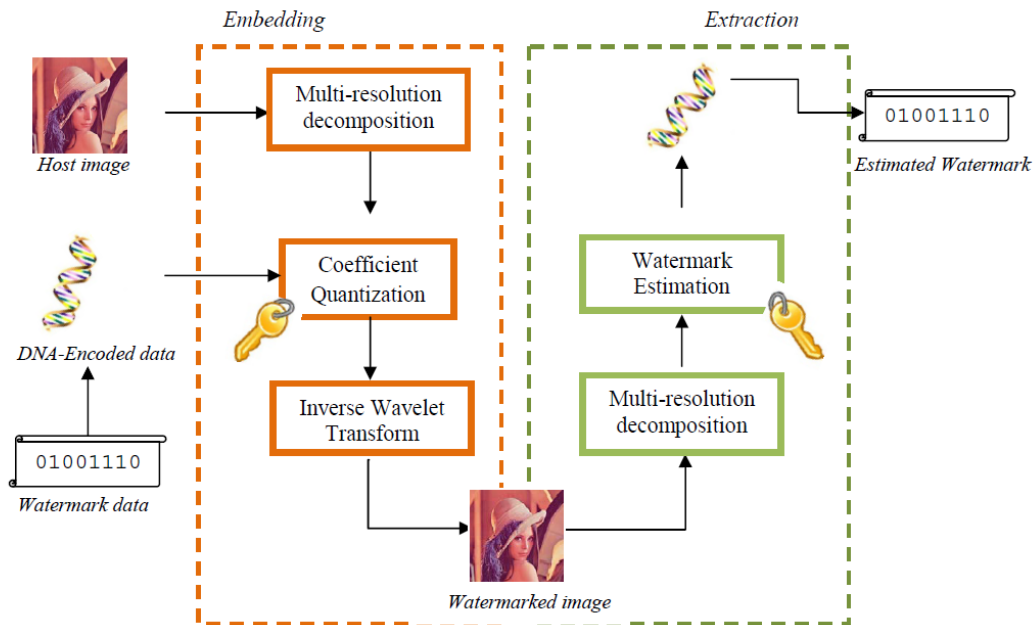 Embedding
Extraction
Host image
Multi-resolution
decomposition
01001110
Estimated Watermark
DNA-Encoded data
Coefficient
Quantization
Watermark
Estimation
01001110
Watermark data
Inverse Wavelet
Transform
Multi-resolution
decomposition
Watermarked image